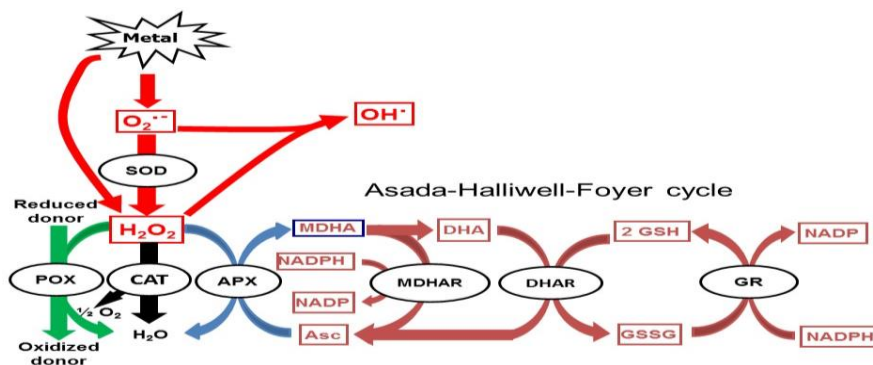 Metal
O₂˙⁻
OH˙
SOD
Asada-Halliwell-Foyer cycle
Reduced
donor
H₂O₂
MDHA
DHA
2 GSH
NADP
NADPH
POX
CAT
APX
MDHAR
DHAR
GR
NADP
½ O₂
H₂O
Asc
GSSG
NADPH
Oxidized
donor